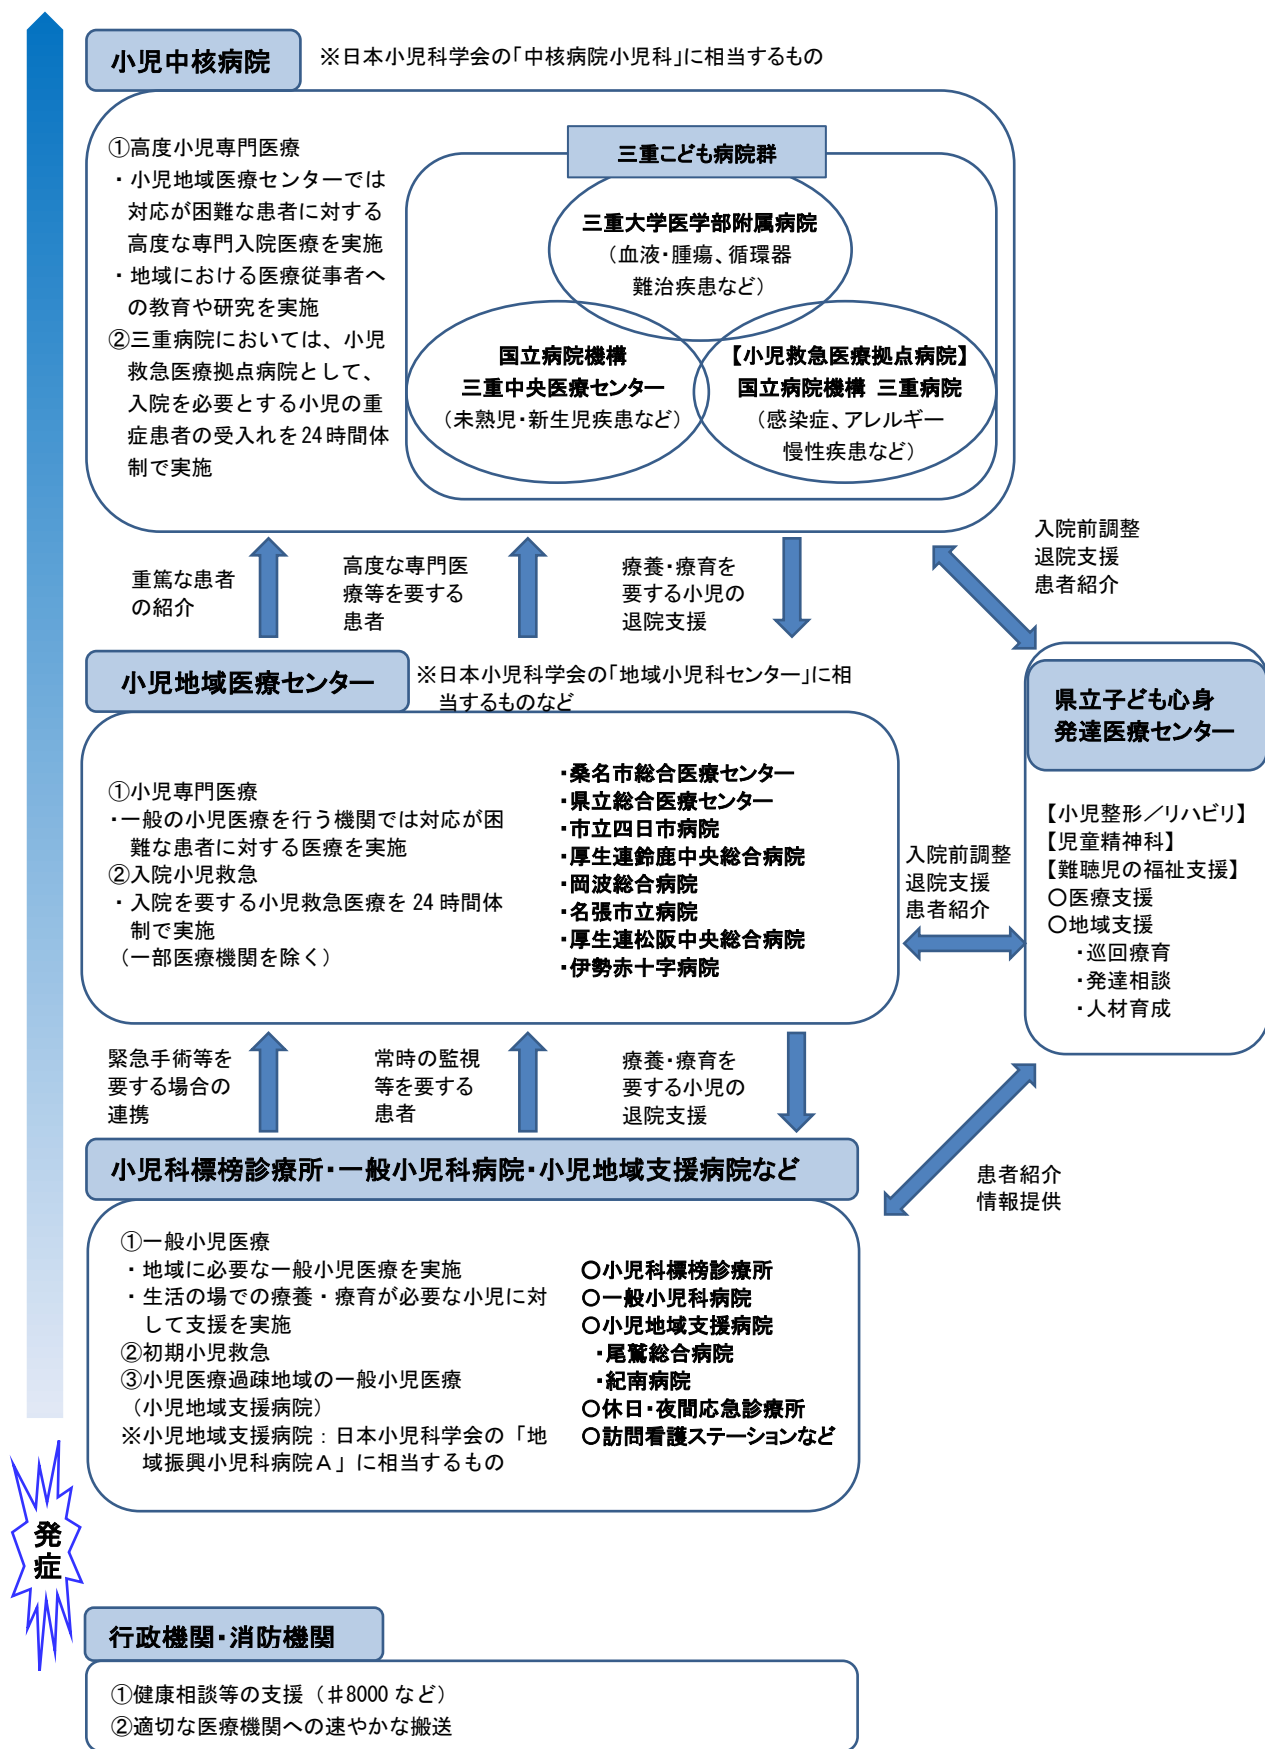 小児中核病院
※日本小児科学会の「中核病院小児科」に相当するもの
①高度小児専門医療
・小児地域医療センターでは
対応が困難な患者に対する
高度な専門入院医療を実施
・地域における医療従事者へ
の教育や研究を実施
②三重病院においては、小児
救急医療拠点病院として、
入院を必要とする小児の重
症患者の受入れを24時間体
制で実施
三重こども病院群
三重大学医学部附属病院
（血液・腫瘍、循環器
難治疾患など）
国立病院機構
三重中央医療センター
（未熟児・新生児疾患など）
【小児救急医療拠点病院】
国立病院機構 三重病院
（感染症、アレルギー
慢性疾患など）
重篤な患者
の紹介
高度な専門医
療等を要する
患者
療養・療育を
要する小児の
退院支援
入院前調整
退院支援
患者紹介
小児地域医療センター
※日本小児科学会の「地域小児科センター」に相
当するものなど
①小児専門医療
・一般の小児医療を行う機関では対応が困
難な患者に対する医療を実施
②入院小児救急
・入院を要する小児救急医療を 24 時間体
制で実施
（一部医療機関を除く）
・桑名市総合医療センター
・県立総合医療センター
・市立四日市病院
・厚生連鈴鹿中央総合病院
・岡波総合病院
・名張市立病院
・厚生連松阪中央総合病院
・伊勢赤十字病院
入院前調整
退院支援
患者紹介
県立子ども心身
発達医療センター
【小児整形／リハビリ】
【児童精神科】
【難聴児の福祉支援】
○医療支援
○地域支援
・巡回療育
・発達相談
・人材育成
緊急手術等を
要する場合の
連携
常時の監視
等を要する
患者
療養・療育を
要する小児の
退院支援
患者紹介
情報提供
小児科標榜診療所・一般小児科病院・小児地域支援病院など
①一般小児医療
・地域に必要な一般小児医療を実施
・生活の場での療養・療育が必要な小児に対
して支援を実施
②初期小児救急
③小児医療過疎地域の一般小児医療
（小児地域支援病院）
※小児地域支援病院：日本小児科学会の「地
域振興小児科病院Ａ」に相当するもの
○小児科標榜診療所
○一般小児科病院
○小児地域支援病院
・尾鷲総合病院
・紀南病院
○休日・夜間応急診療所
○訪問看護ステーションなど
発
症
行政機関・消防機関
①健康相談等の支援（＃8000 など）
②適切な医療機関への速やかな搬送